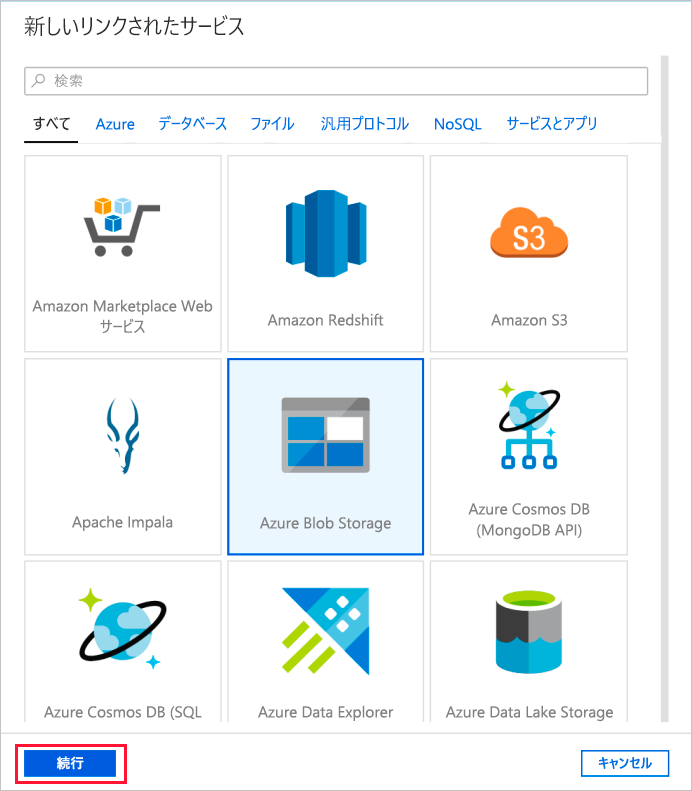 新しいリンクされたサービス
検索
すべて Azure データベース ファイル 汎用プロトコル NoSQL サービスとアプリ
S3
Amazon Marketplace Web
サービス
Amazon Redshift
Amazon S3
Apache Impala
Azure Blob Storage
Azure Cosmos DB
(MongoDB API)
Azure Cosmos DB (SQL
Azure Data Explorer
Azure Data Lake Storage
続行
キャンセル